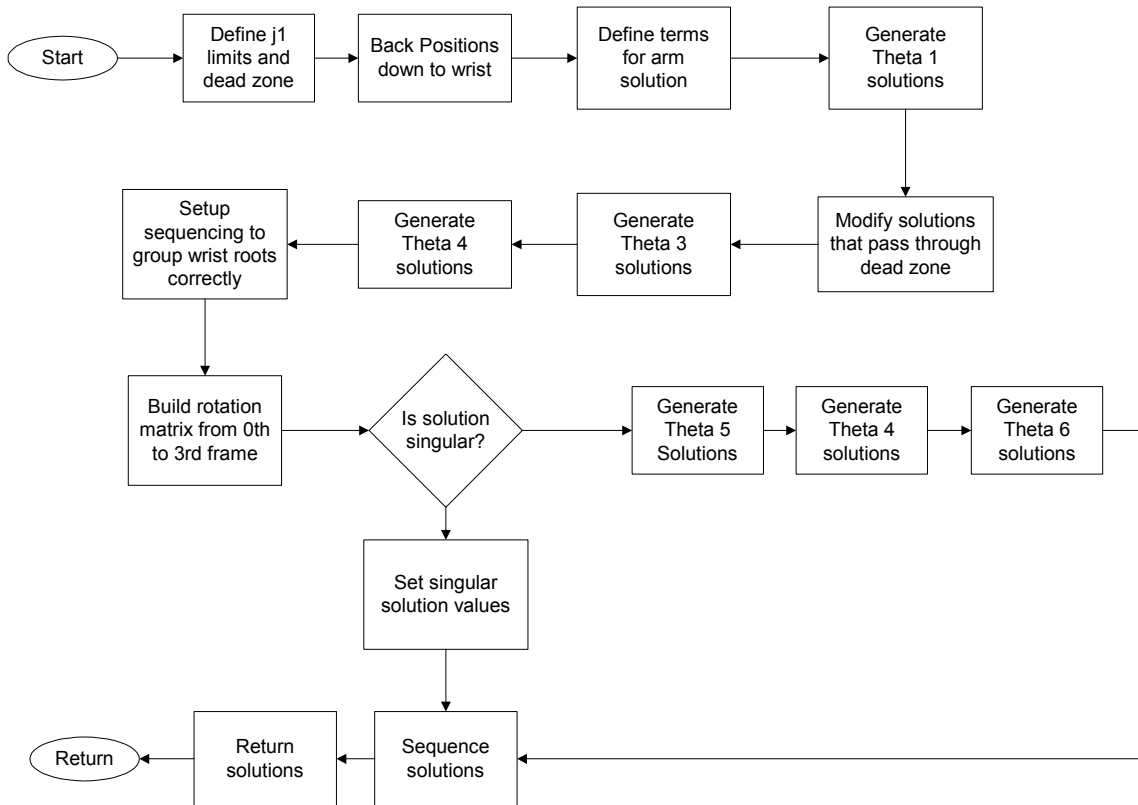 Start
Define j1
limits and
dead zone
Back Positions
down to wrist
Define terms
for arm
solution
Generate
Theta 1
solutions
Modify solutions
that pass through
dead zone
Generate
Theta 3
solutions
Generate
Theta 4
solutions
Setup
sequencing to
group wrist roots
correctly
Build rotation
matrix from 0th
to 3rd frame
Is solution
singular?
Generate
Theta 5
Solutions
Generate
Theta 4
solutions
Generate
Theta 6
solutions
Set singular
solution values
Sequence
solutions
Return
solutions
Return